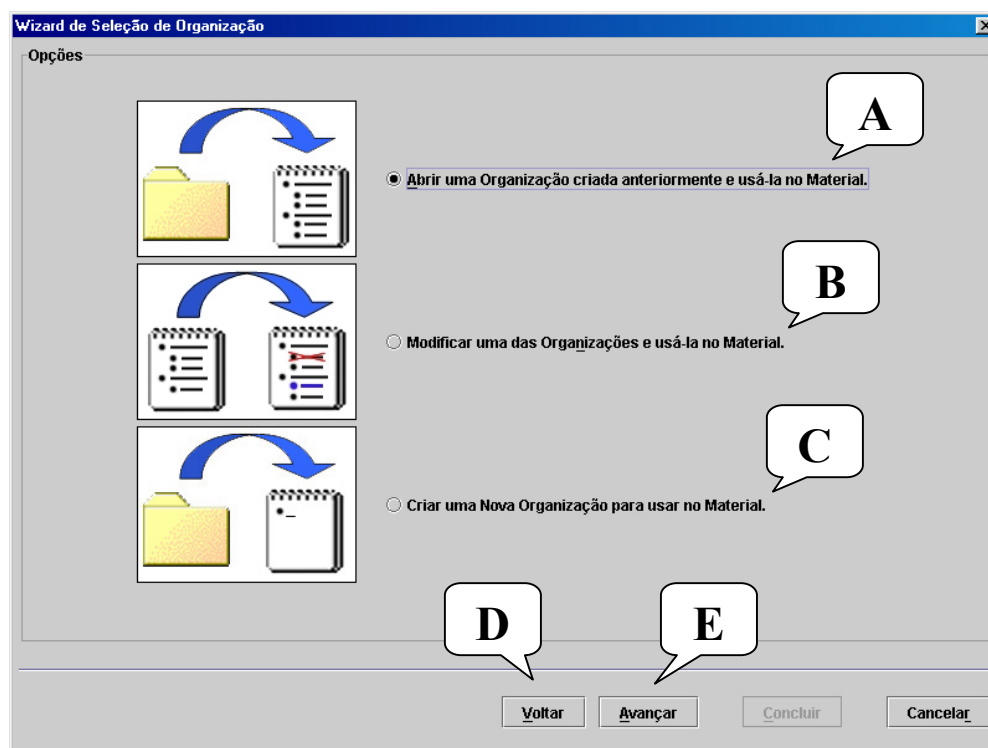 Wizard de Seleção de Organização
Opções
A
Abrir uma Organização criada anteriormente e usá-la no Material.
B
Modificar uma das Organizações e usá-la no Material.
C
Criar uma Nova Organização para usar no Material.
D E
Voltar Avançar Concluir Cancelar